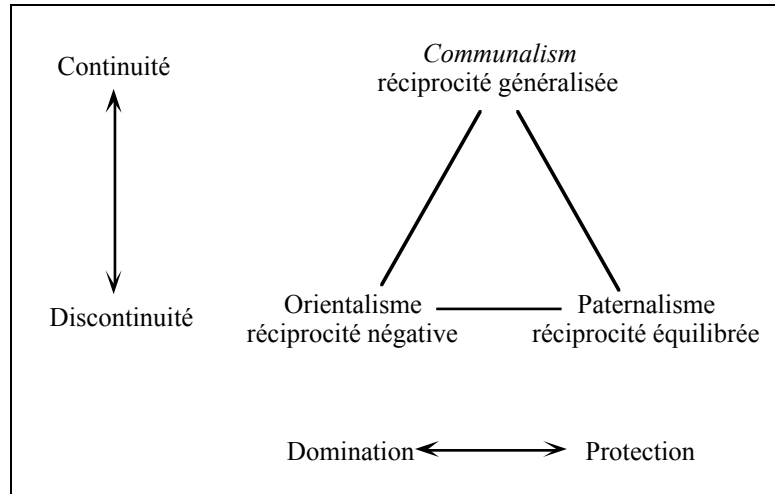 Communalism
Continuité
réciprocité généralisée
Orientalisme
Paternalisme
Discontinuité
réciprocité négative
réciprocité équilibrée
Domination
Protection